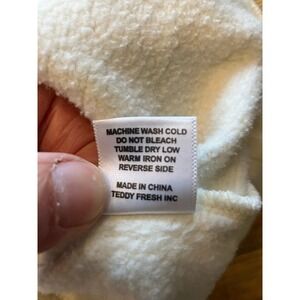 MACHINE WASH COLD
DO NOT BLEACH
TUMBLE DRY LOW
WARM IRON ON
REVERSE SIDE
MADE IN CHINA
TEDDY FRESH INC